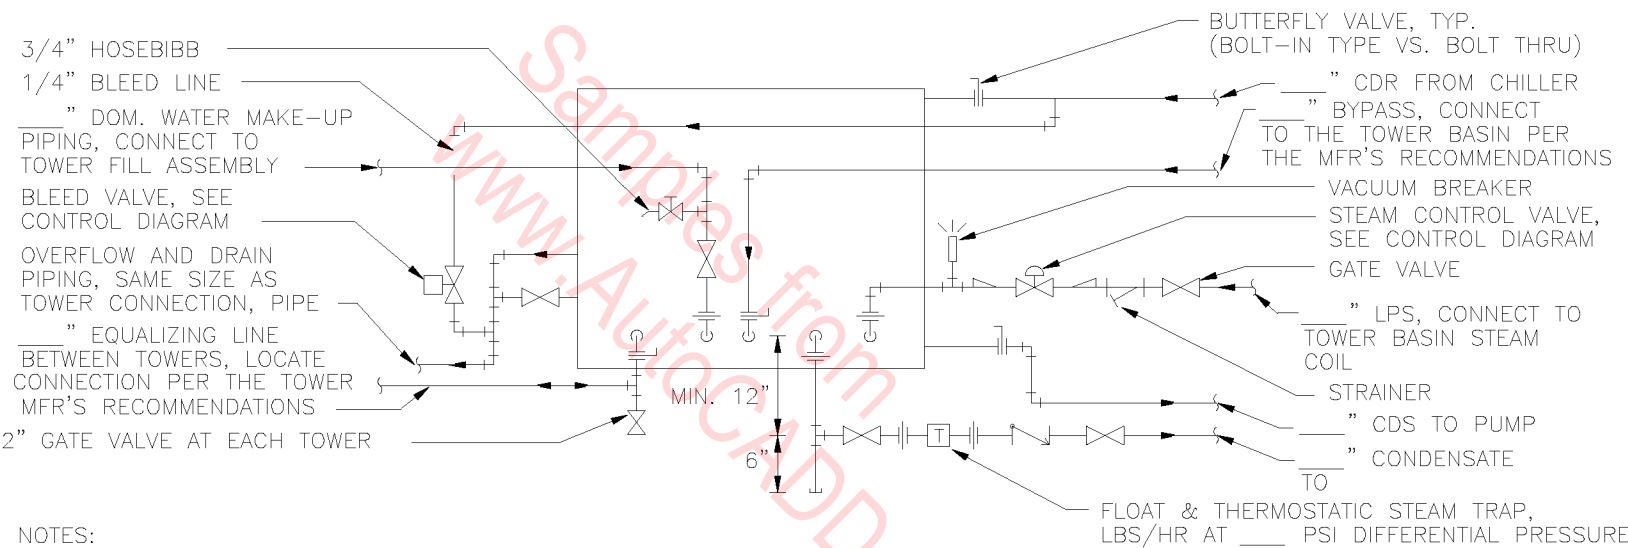 3/4" HOSEBIBB
1/4" BLEED LINE
____" DOM. WATER MAKE-UP
PIPING, CONNECT TO
TOWER FILL ASSEMBLY
BLEED VALVE, SEE
CONTROL DIAGRAM
OVERFLOW AND DRAIN
PIPING, SAME SIZE AS
TOWER CONNECTION, PIPE
____" EQUALIZING LINE
BETWEEN TOWERS, LOCATE
CONNECTION PER THE TOWER
MFR'S RECOMMENDATIONS
2" GATE VALVE AT EACH TOWER
NOTES:
MIN. 12"
6"
T
BUTTERFLY VALVE, TYP.
(BOLT-IN TYPE VS. BOLT THRU)
____" CDR FROM CHILLER
____" BYPASS, CONNECT
TO THE TOWER BASIN PER
THE MFR'S RECOMMENDATIONS
VACUUM BREAKER
STEAM CONTROL VALVE,
SEE CONTROL DIAGRAM
GATE VALVE
____" LPS, CONNECT TO
TOWER BASIN STEAM
COIL
STRAINER
____" CDS TO PUMP
____" CONDENSATE
TO
FLOAT & THERMOSTATIC STEAM TRAP,
LBS/HR AT ____ PSI DIFFERENTIAL PRESSURE
Samples from
www.AutoCADD